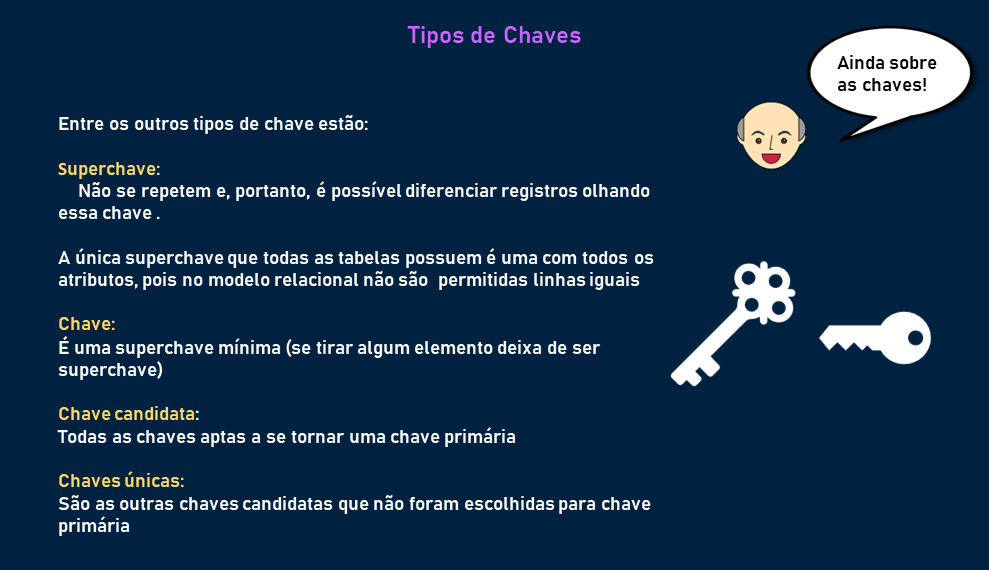 Tipos de Chaves
Ainda sobre
as chaves!
Entre os outros tipos de chave estão:
Superchave:
Não se repetem e, portanto, é possível diferenciar registros olhando
essa chave .
A única superchave que todas as tabelas possuem é uma com todos os
atributos, pois no modelo relacional não são permitidas linhas iguais
Chave:
É uma superchave mínima (se tirar algum elemento deixa de ser
superchave)
Chave candidata:
Todas as chaves aptas a se tornar uma chave primária
Chaves únicas:
São as outras chaves candidatas que não foram escolhidas para chave
primária